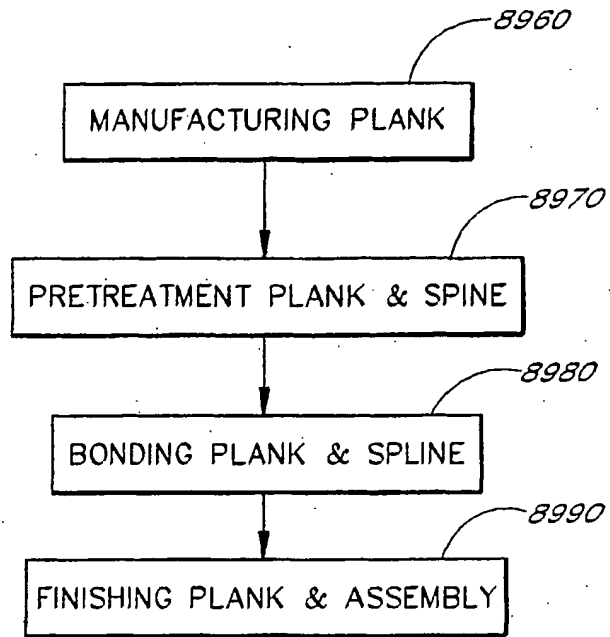 8960
MANUFACTURING PLANK
8970
PRETREATMENT PLANK & SPINE
8980
BONDING PLANK & SPLINE
8990
FINISHING PLANK & ASSEMBLY